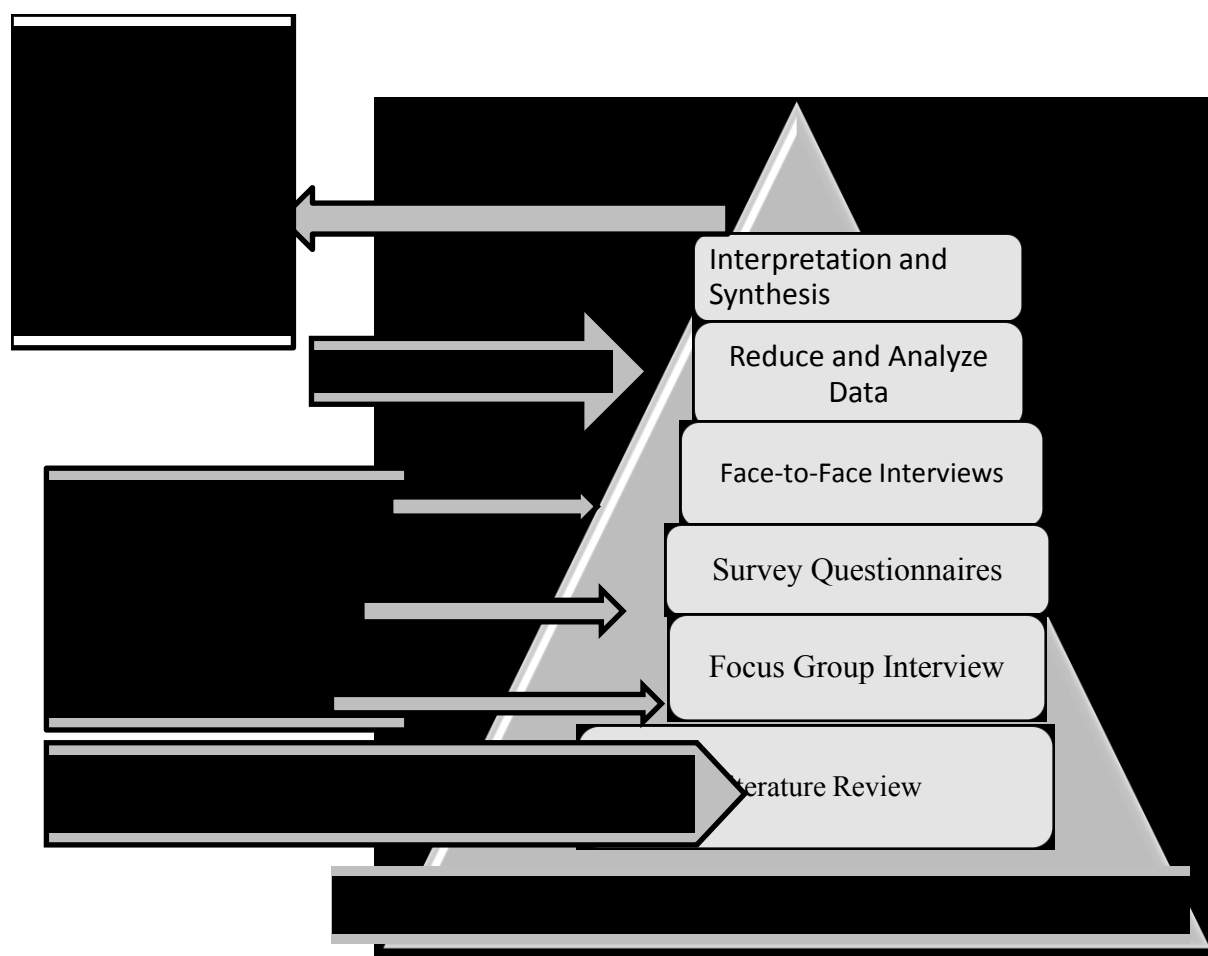 Interpretation and
Synthesis
Reduce and Analyze
Data
Face-to-Face Interviews
Survey Questionnaires
Focus Group Interview
terature Review